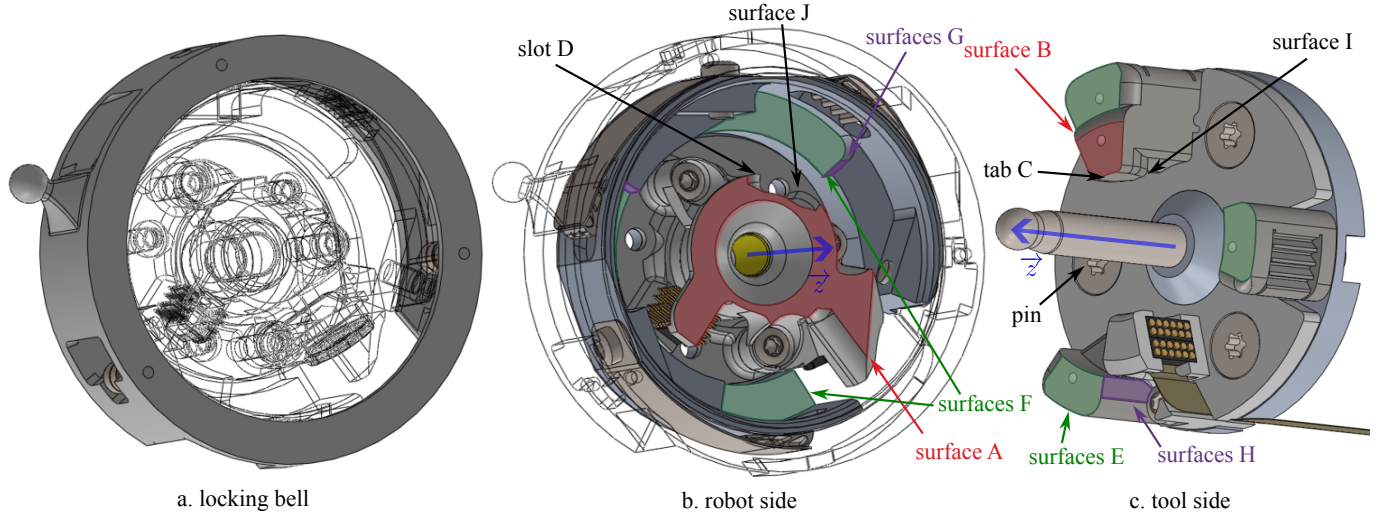 surface J
slot D
surfaces G
surface B
surface I
tab C
z
z
pin
surfaces F
surface A
surfaces E
surfaces H
a. locking bell
b. robot side
c. tool side